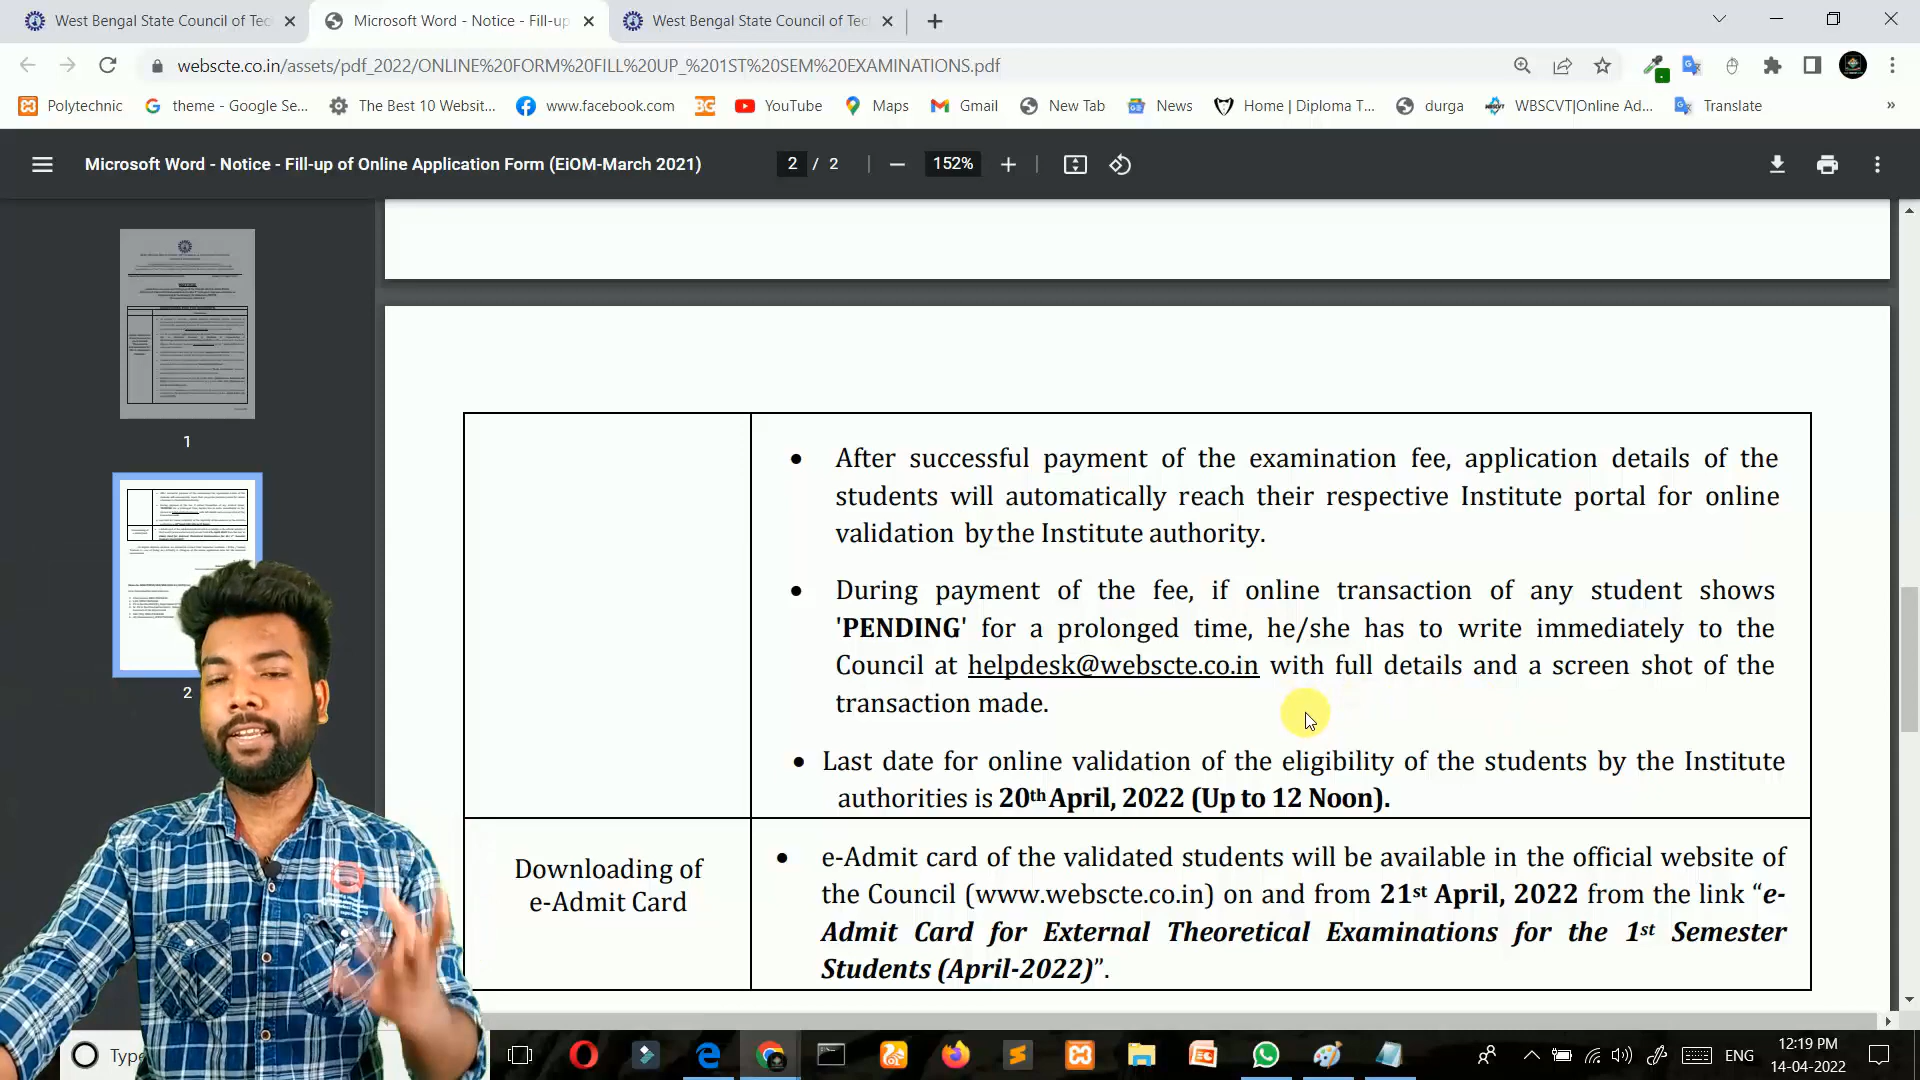 West Bengal State Council of Tec
Microsoft Word - Notice - Fill-up
West Bengal State Council of Tec
webscte.co.in/assets/pdf_2022/ONLINE%20FORM%20FILL%20UP_%201ST%20SEM%20EXAMINATIONS.pdf
Polytechnic
theme - Google Se...
The Best 10 Websit...
www.facebook.com
YouTube
Maps
Gmail
New Tab
News
Home | Diploma T...
durga
WBSCVT|Online Ad...
Translate
»
Microsoft Word - Notice - Fill-up of Online Application Form (EiOM-March 2021)
2 / 2
152%
1
2
• After successful payment of the examination fee, application details of the
students will automatically reach their respective Institute portal for online
validation by the Institute authority.
• During payment of the fee, if online transaction of any student shows
'PENDING' for a prolonged time, he/she has to write immediately to the
Council at helpdesk@webscte.co.in with full details and a screen shot of the
transaction made.
• Last date for online validation of the eligibility of the students by the Institute
authorities is 20th April, 2022 (Up to 12 Noon).
Downloading of
e-Admit Card
• e-Admit card of the validated students will be available in the official website of
the Council (www.webscte.co.in) on and from 21st April, 2022 from the link “e-
Admit Card for External Theoretical Examinations for the 1st Semester
Students (April-2022)”.
Type
ENG
12:19 PM
14-04-2022